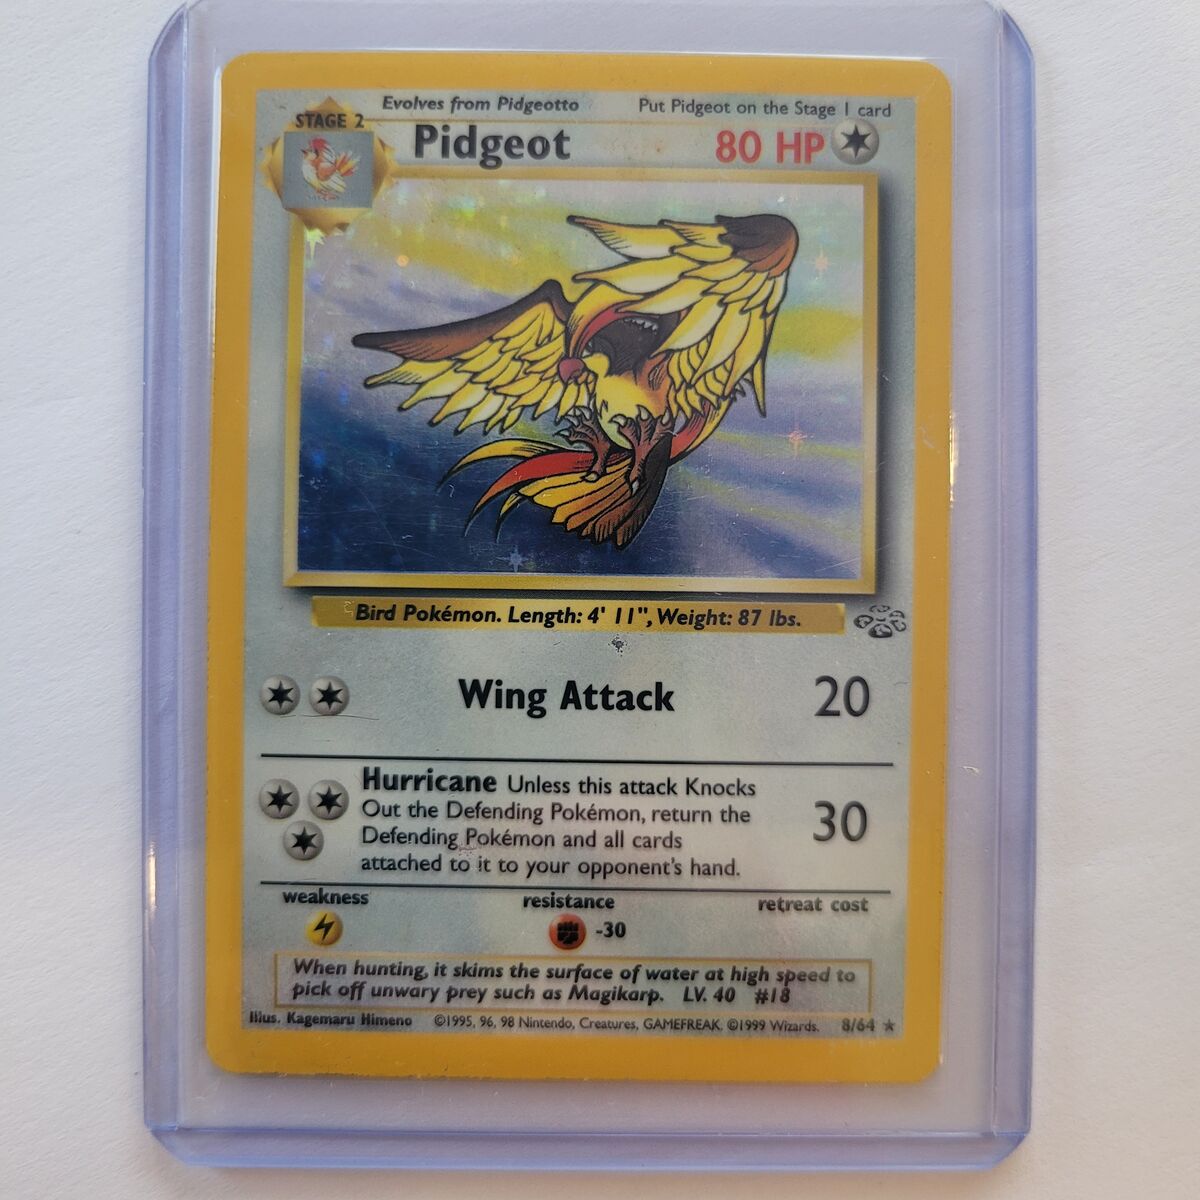 Evolves from Pidgeotto
Put Pidgeot on the Stage 1 card
STAGE 2
Pidgeot
80 HP
Bird Pokémon. Length: 4' 11", Weight: 87 lbs.
Wing Attack
20
Hurricane Unless this attack Knocks
Out the Defending Pokémon, return the
Defending Pokémon and all cards
attached to it to your opponent's hand.
30
weakness
resistance
retreat cost
-30
When hunting, it skims the surface of water at high speed to
pick off unwary prey such as Magikarp. LV. 40 #18
Illus. Kagemaru Himeno
©1995, 96, 98 Nintendo, Creatures, GAMEFREAK. ©1999 Wizards.
8/64 ★